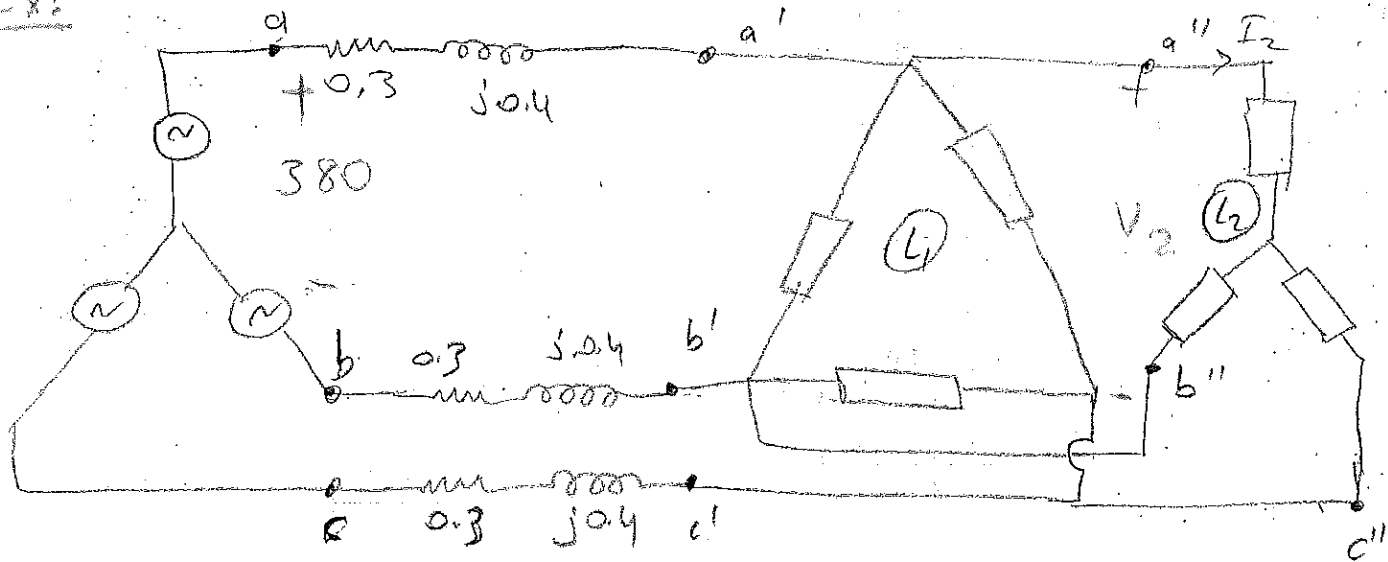 a a' a'' I₂
+ 0.3 j0.4 +
380
V₂ L₂
L₁
-
b 0.3 j0.4 b' - b''
c 0.3 j0.4 c' c''